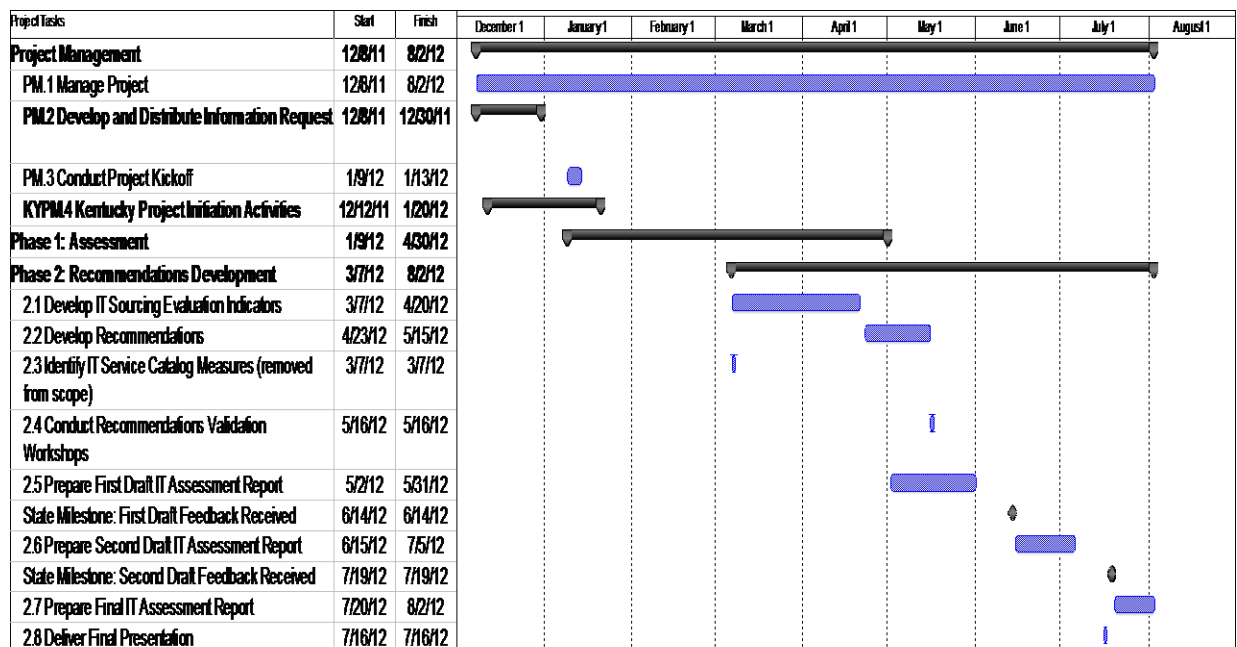 Project Tasks Start Finish December 1 January 1 February 1 March 1 April 1 May 1 June 1 July 1 August 1
Project Management 12/8/11 8/2/12
PM.1 Manage Project 12/8/11 8/2/12
PM.2 Develop and Distribute Information Request 12/8/11 12/30/11
PM.3 Conduct Project Kickoff 1/9/12 1/13/12
KYPM.4 Kentucky Project Initiation Activities 12/12/11 1/20/12
Phase 1: Assessment 1/9/12 4/30/12
Phase 2: Recommendations Development 3/7/12 8/2/12
2.1 Develop IT Sourcing Evaluation Indicators 3/7/12 4/20/12
2.2 Develop Recommendations 4/23/12 5/15/12
2.3 Identify IT Service Catalog Measures (removed 3/7/12 3/7/12
from scope)
2.4 Conduct Recommendations Validation 5/16/12 5/16/12
Workshops
2.5 Prepare First Draft IT Assessment Report 5/2/12 5/31/12
State Milestone: First Draft Feedback Received 6/14/12 6/14/12
2.6 Prepare Second Draft IT Assessment Report 6/15/12 7/5/12
State Milestone: Second Draft Feedback Received 7/19/12 7/19/12
2.7 Prepare Final IT Assessment Report 7/20/12 8/2/12
2.8 Deliver Final Presentation 7/16/12 7/16/12